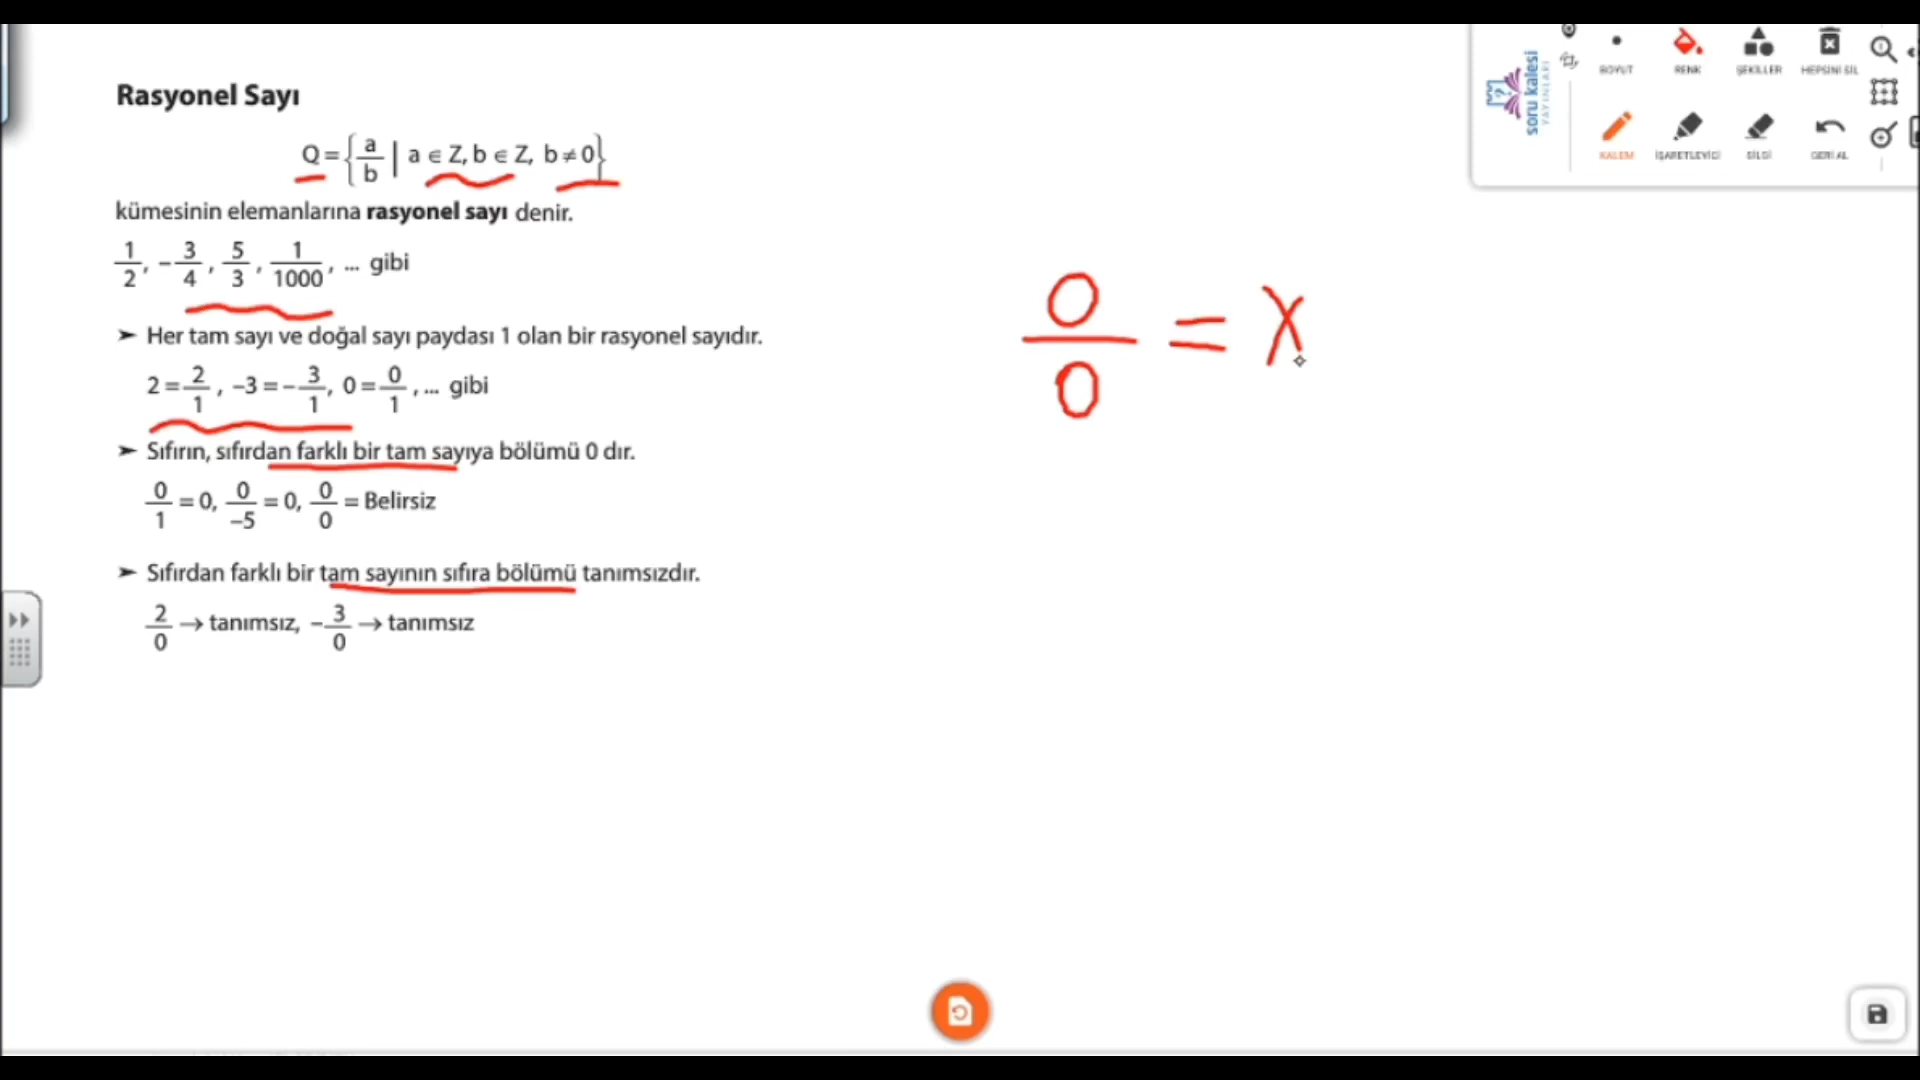 Rasyonel Sayı
Q = { a/b | a ∈ Z, b ∈ Z, b ≠ 0}
kümesinin elemanlarına rasyonel sayı denir.
1/2, -3/4, 5/3, 1/1000, ... gibi
➤ Her tam sayı ve doğal sayı paydası 1 olan bir rasyonel sayıdır.
2 = 2/1, -3 = -3/1, 0 = 0/1, ... gibi
➤ Sıfırın, sıfırdan farklı bir tam sayıya bölümü 0 dır.
0/1 = 0, 0/-5 = 0, 0/0 = Belirsiz
➤ Sıfırdan farklı bir tam sayının sıfıra bölümü tanımsızdır.
2/0 → tanımsız, -3/0 → tanımsız
0/0 = X
soru kalesi
YAYINLARI
BOYUT RENK ŞEKİLLER HEPSİNİ SİL
KALEM İŞARETLEYİCİ SİLGİ GERİ AL